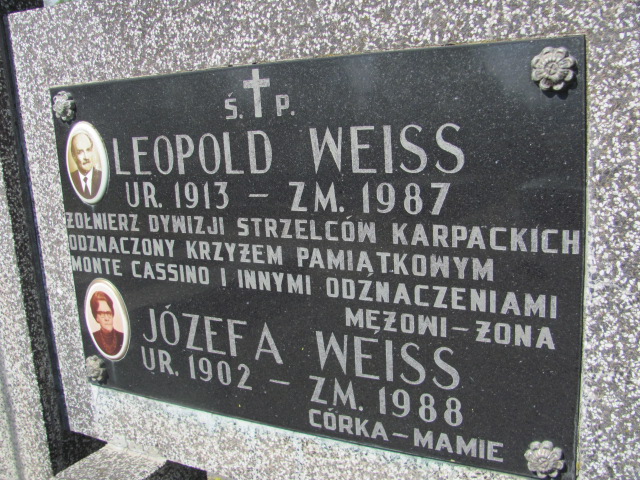 Ś. P.
LEOPOLD WEISS
UR. 1913 – ZM. 1987
ŻOŁNIERZ DYWIZJI STRZELCÓW KARPACKICH
ODZNACZONY KRZYŻEM PAMIĄTKOWYM
MONTE CASSINO I INNYMI ODŹNACZENIAMI
MĘŻOWI – ŻONA
JÓZEFA WEISS
UR. 1902 – ZM. 1988
CÓRKA – MAMIE